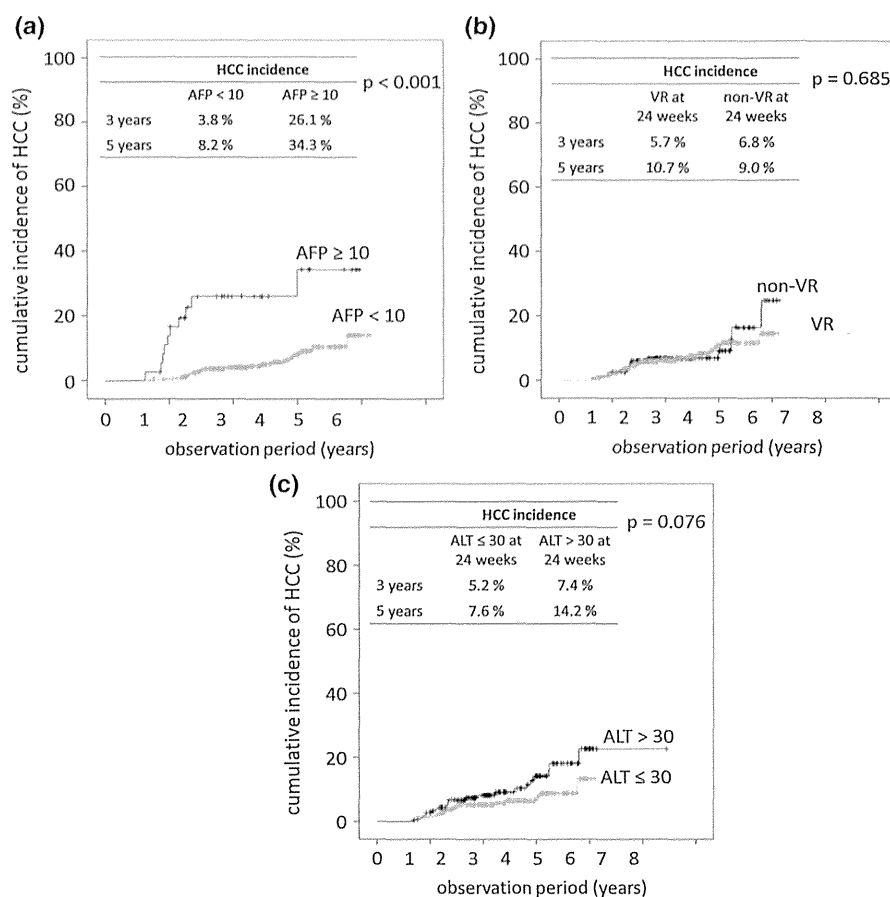 (a)
cumulative incidence of HCC (%)
100
80
60
40
20
0
HCC incidence
AFP < 10 AFP ≥ 10
3 years 3.8 % 26.1 %
5 years 8.2 % 34.3 %
p < 0.001
AFP ≥ 10
AFP < 10
0 1 2 3 4 5 6
observation period (years)
(b)
cumulative incidence of HCC (%)
100
80
60
40
20
0
HCC incidence
VR at non-VR at
24 weeks 24 weeks
3 years 5.7 % 6.8 %
5 years 10.7 % 9.0 %
p = 0.685
non-VR
VR
0 1 2 3 4 5 6 7 8
observation period (years)
(c)
cumulative incidence of HCC (%)
100
80
60
40
20
0
HCC incidence
ALT ≤ 30 at ALT > 30 at
24 weeks 24 weeks
3 years 5.2 % 7.4 %
5 years 7.6 % 14.2 %
p = 0.076
ALT > 30
ALT ≤ 30
0 1 2 3 4 5 6 7 8
observation period (years)